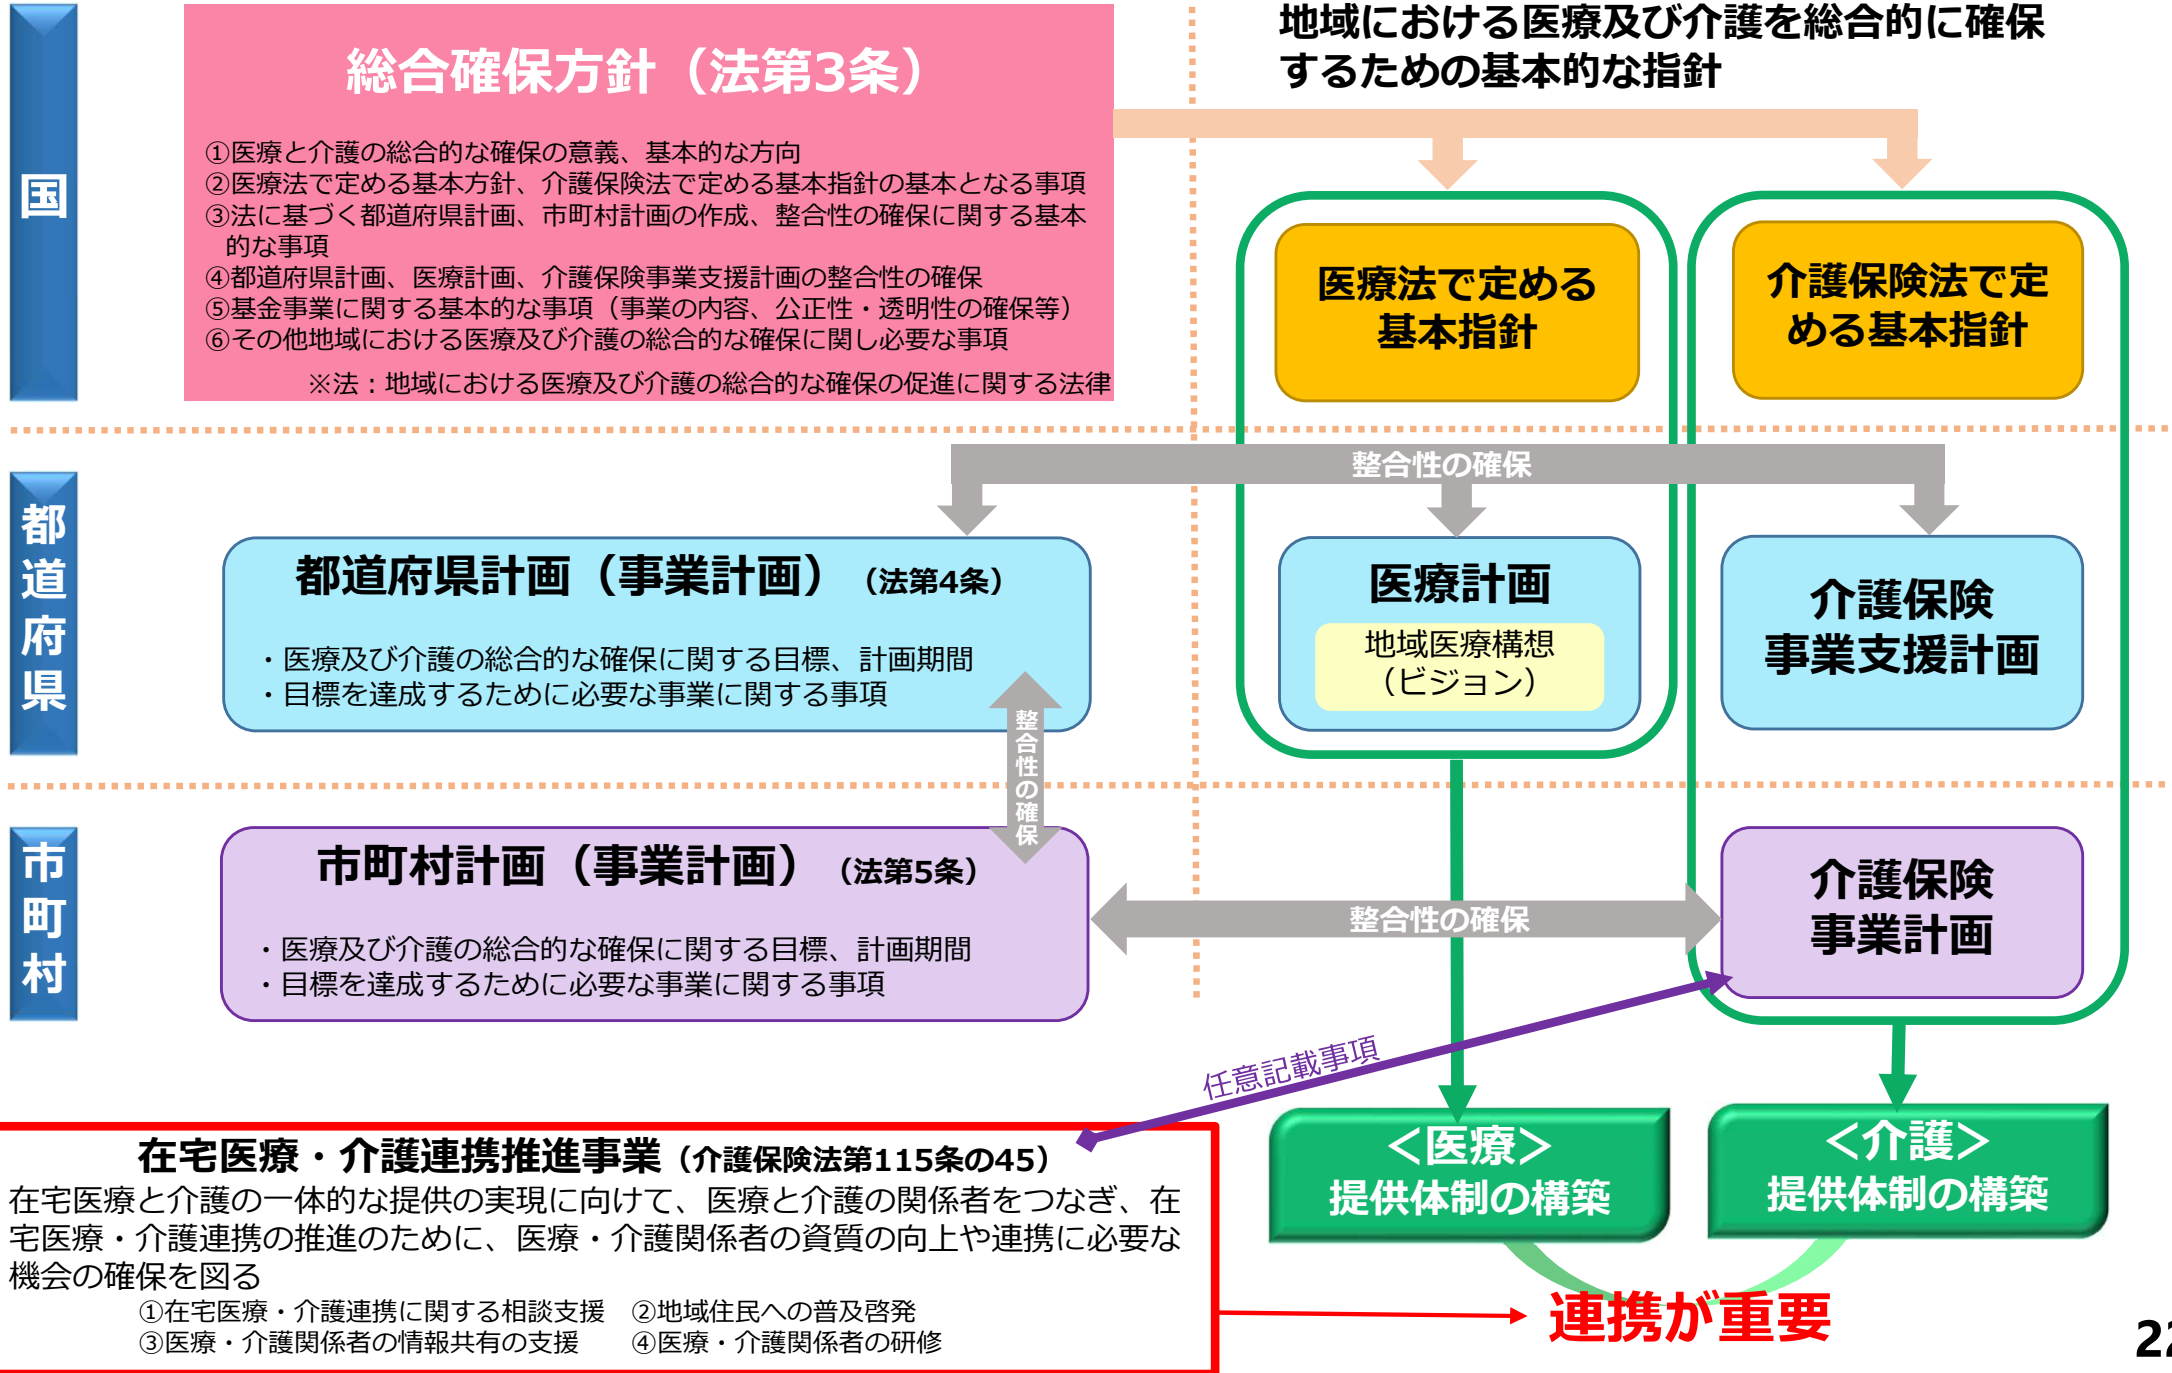 国
総合確保方針（法第3条）
①医療と介護の総合的な確保の意義、基本的な方向
②医療法で定める基本方針、介護保険法で定める基本指針の基本となる事項
③法に基づく都道府県計画、市町村計画の作成、整合性の確保に関する基本
的な事項
④都道府県計画、医療計画、介護保険事業支援計画の整合性の確保
⑤基金事業に関する基本的な事項（事業の内容、公正性・透明性の確保等）
⑥その他地域における医療及び介護の総合的な確保に関し必要な事項
※法：地域における医療及び介護の総合的な確保の促進に関する法律
地域における医療及び介護を総合的に確保
するための基本的な指針
医療法で定める
基本指針
介護保険法で定
める基本指針
整合性の確保
都道府県
都道府県計画（事業計画）（法第4条）
・医療及び介護の総合的な確保に関する目標、計画期間
・目標を達成するために必要な事業に関する事項
医療計画
地域医療構想
（ビジョン）
介護保険
事業支援計画
整合性の確保
市町村
市町村計画（事業計画）（法第5条）
・医療及び介護の総合的な確保に関する目標、計画期間
・目標を達成するために必要な事業に関する事項
整合性の確保
介護保険
事業計画
任意記載事項
在宅医療・介護連携推進事業（介護保険法第115条の45）
在宅医療と介護の一体的な提供の実現に向けて、医療と介護の関係者をつなぎ、在
宅医療・介護連携の推進のために、医療・介護関係者の資質の向上や連携に必要な
機会の確保を図る
①在宅医療・介護連携に関する相談支援　②地域住民への普及啓発
③医療・介護関係者の情報共有の支援　④医療・介護関係者の研修
＜医療＞
提供体制の構築
＜介護＞
提供体制の構築
連携が重要
22